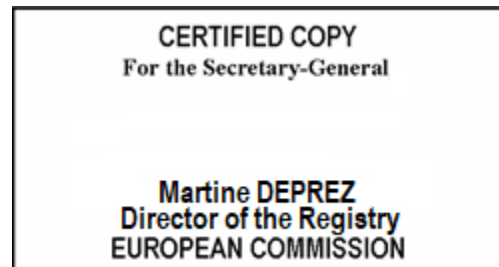 CERTIFIED COPY
For the Secretary-General
Martine DEPREZ
Director of the Registry
EUROPEAN COMMISSION